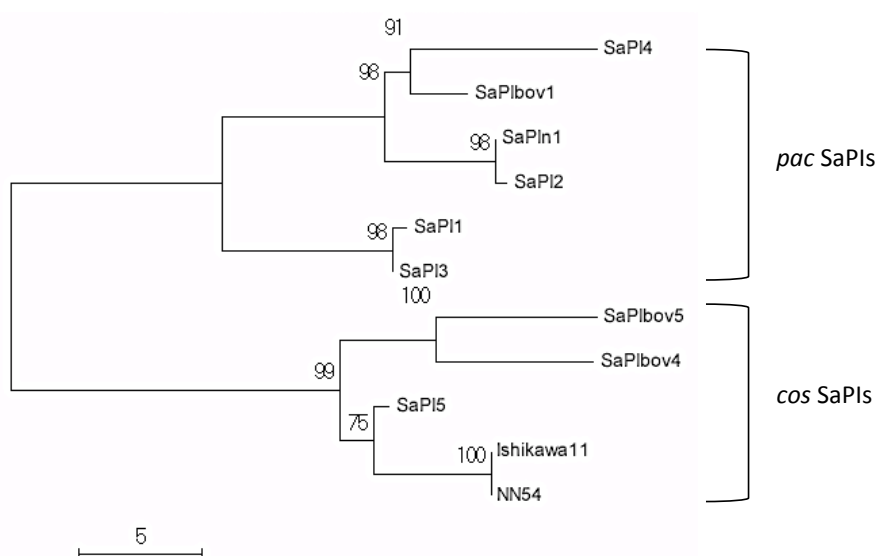 91
SaPI4
98
SaPIbov1
98
SaPIn1
pac SaPIs
SaPI2
98
SaPI1
SaPI3
100
SaPIbov5
99
SaPIbov4
cos SaPIs
SaPI5
75
100
Ishikawa11
NN54
5